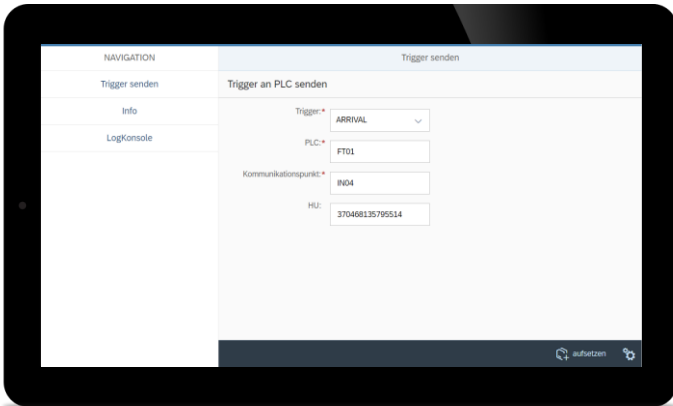 NAVIGATION
Trigger senden
Info
LogKonsole
Trigger senden
Trigger an PLC senden
Trigger:*
ARRIVAL
PLC:*
FT01
Kommunikationspunkt:*
IN04
HU:
370468135795514
aufsetzen